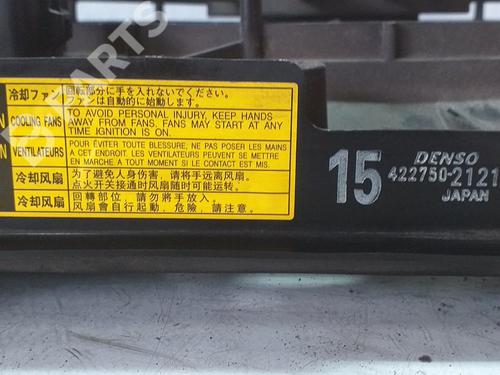 冷却ファン
回転部分に手を入れないでください。
ファンは自動的に始動します。
N COOLING FANS
TO AVOID PERSONAL INJURY, KEEP HANDS
AWAY FROM FANS. FANS MAY START AT ANY
TIME IGNITION IS ON.
N VENTILATEURS
POUR ÉVITER TOUTE BLESSURE, NE PAS POSER LES MAINS
A CET ENDROIT. LES VENTILATEURS PEUVENT SE METTRE
EN MARCHE A TOUT MOMENT SI LE CONTACT EST MIS.
冷却风扇
为了避免人身伤害，请将手远离风扇。
点火开关接通时风扇随时可能运转。
冷却風扇
回轉部位，請勿將手放入。
風扇會自行起動，危險，請注意。
15
DENSO
422750-2121
JAPAN
PARTS